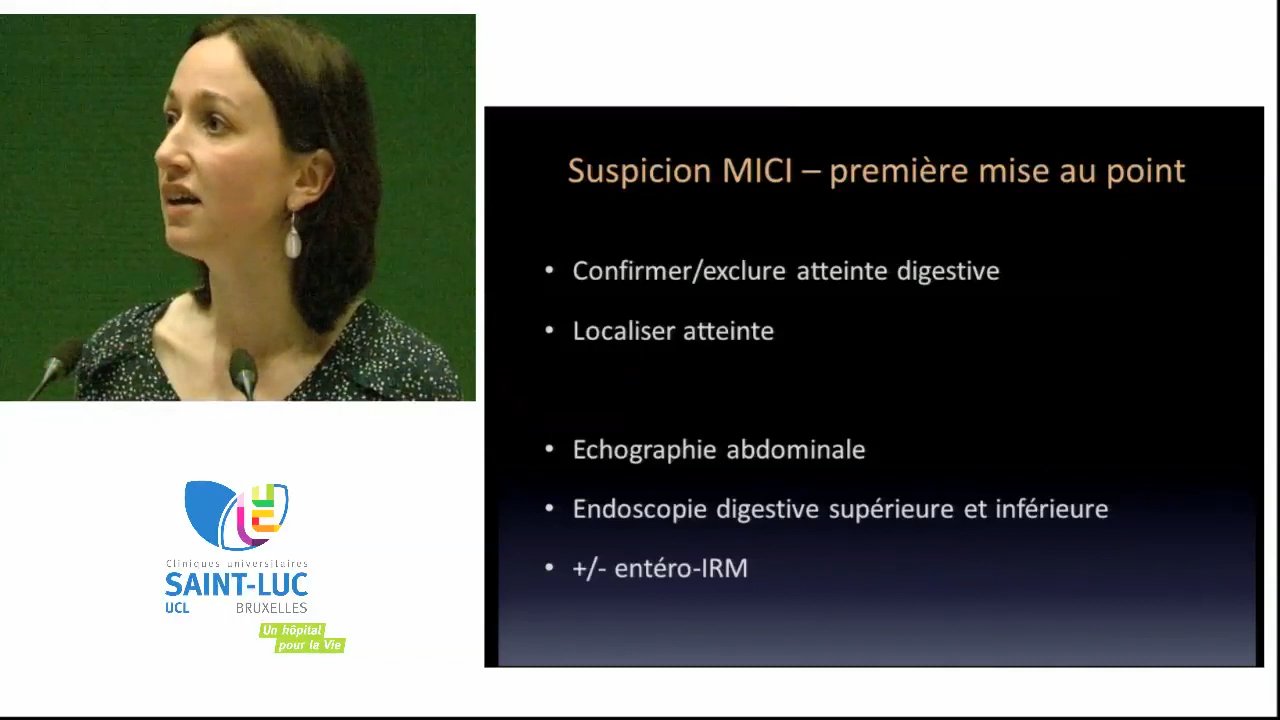 Suspicion MICI – première mise au point
• Confirmer/exclure atteinte digestive
• Localiser atteinte
• Echographie abdominale
• Endoscopie digestive supérieure et inférieure
• +/- entéro-IRM
Cliniques universitaires
SAINT-LUC
UCL BRUXELLES
Un hôpital
pour la Vie